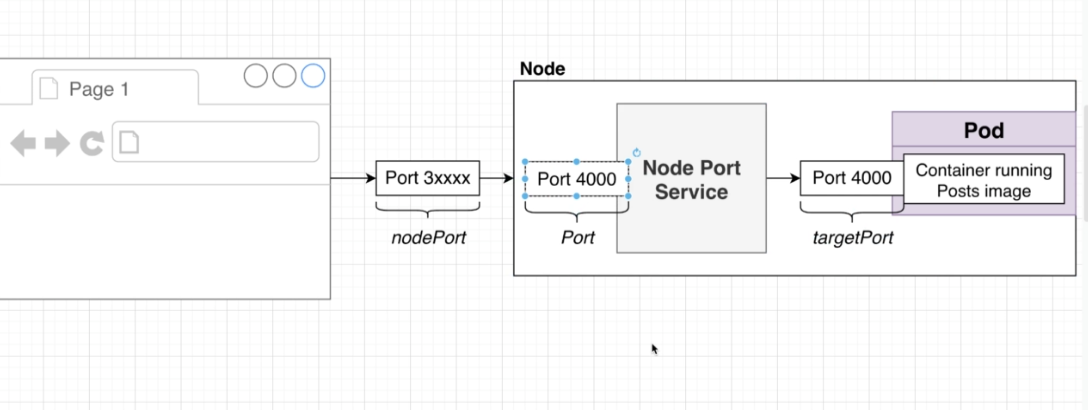 Node
Page 1
Pod
Port 3xxxx
Port 4000
Node Port
Service
Port 4000
Container running
Posts image
nodePort
Port
targetPort